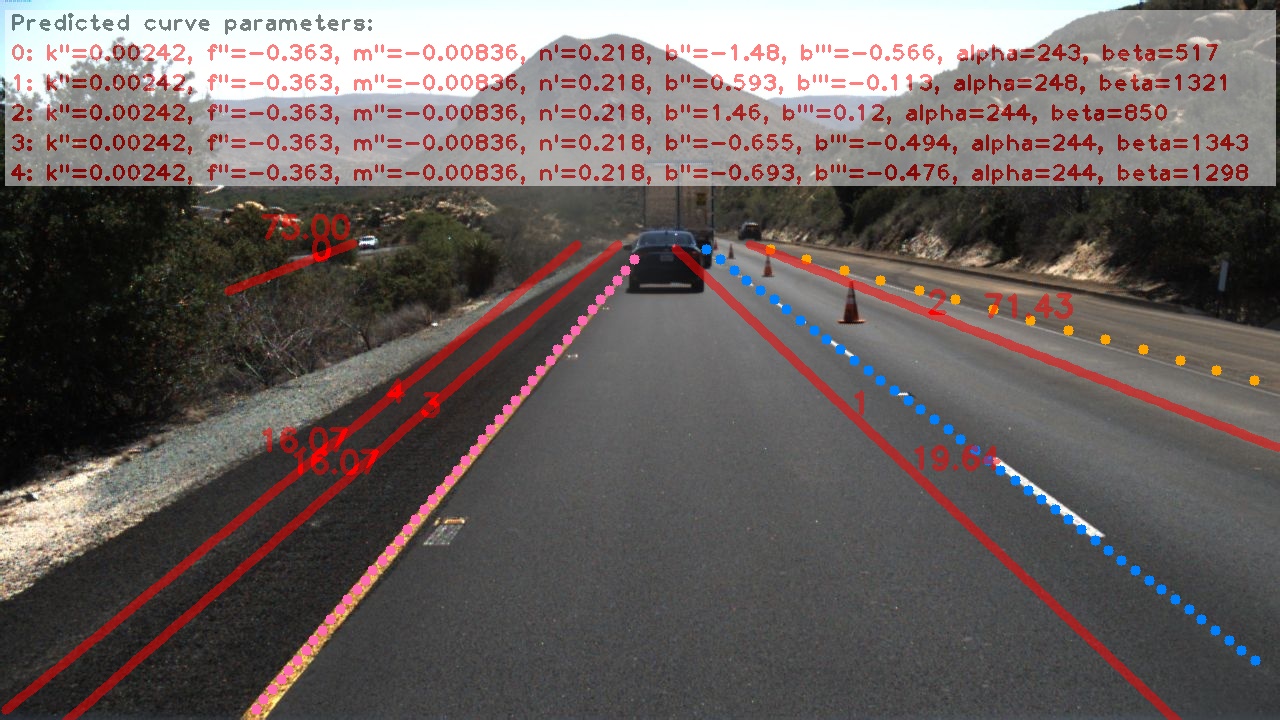 Predicted curve parameters:
0: k''=0.00242, f''=-0.363, m''=-0.00836, n'=0.218, b''=-1.48, b'''=-0.566, alpha=243, beta=517
1: k''=0.00242, f''=-0.363, m''=-0.00836, n'=0.218, b''=0.593, b'''=-0.113, alpha=248, beta=1321
2: k''=0.00242, f''=-0.363, m''=-0.00836, n'=0.218, b''=1.46, b'''=0.12, alpha=244, beta=850
3: k''=0.00242, f''=-0.363, m''=-0.00836, n'=0.218, b''=-0.655, b'''=-0.494, alpha=244, beta=1343
4: k''=0.00242, f''=-0.363, m''=-0.00836, n'=0.218, b''=-0.693, b'''=-0.476, alpha=244, beta=1298
75.00
0
2 71.43
4 3 1
16.07
16.07
19.64